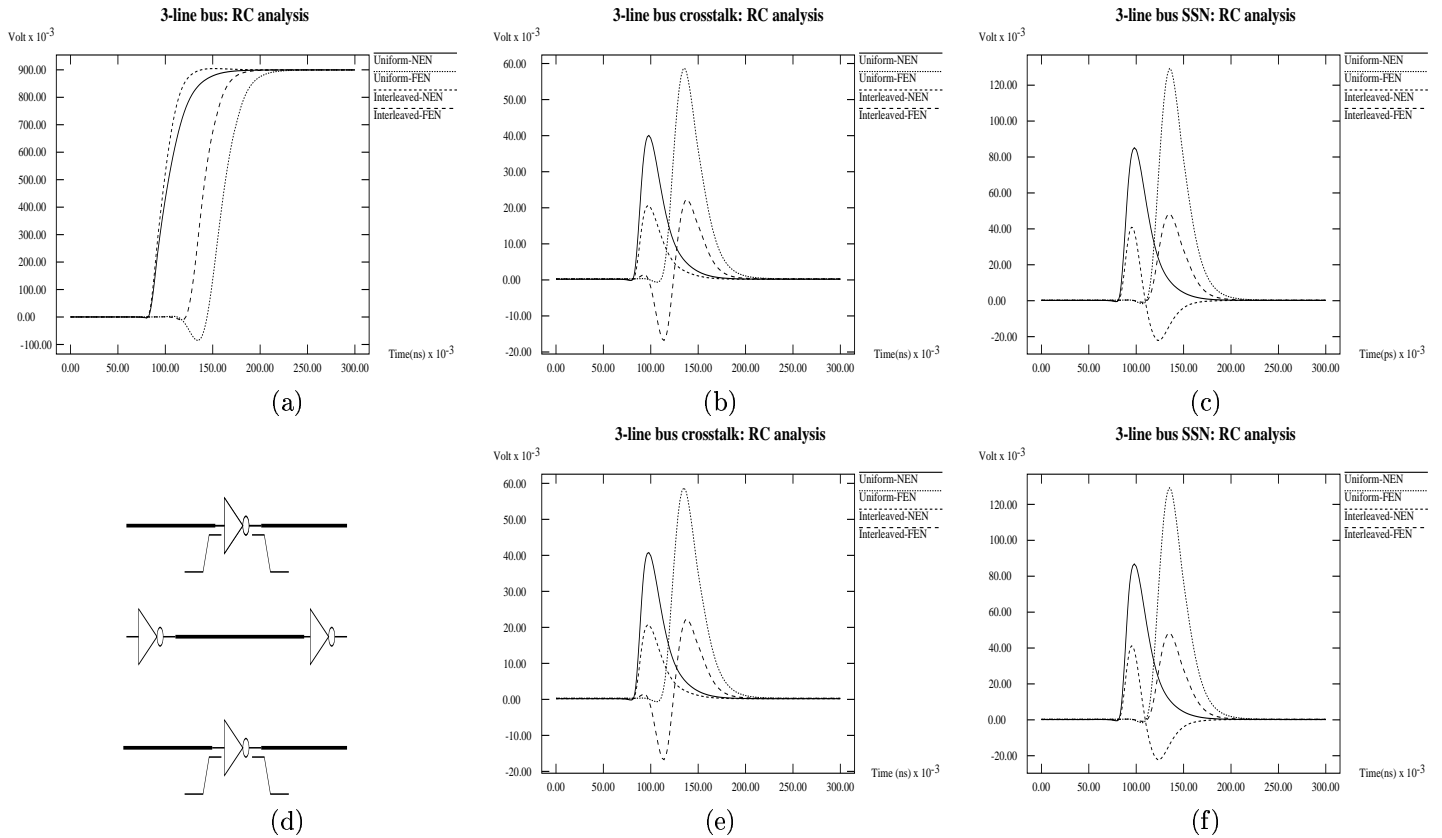 3-line bus: RC analysis
Volt x 10-3
900.00
800.00
700.00
600.00
500.00
400.00
300.00
200.00
100.00
0.00
-100.00
0.00 50.00 100.00 150.00 200.00 250.00 300.00
Time(ns) x 10-3
Uniform-NEN
Uniform-FEN
Interleaved-NEN
Interleaved-FEN
(a)
3-line bus crosstalk: RC analysis
Volt x 10-3
60.00
50.00
40.00
30.00
20.00
10.00
0.00
-10.00
-20.00
0.00 50.00 100.00 150.00 200.00 250.00 300.00
Time(ns) x 10-3
Uniform-NEN
Uniform-FEN
Interleaved-NEN
Interleaved-FEN
(b)
3-line bus SSN: RC analysis
Volt x 10-3
120.00
100.00
80.00
60.00
40.00
20.00
0.00
-20.00
0.00 50.00 100.00 150.00 200.00 250.00 300.00
Time(ps) x 10-3
Uniform-NEN
Uniform-FEN
Interleaved-NEN
Interleaved-FEN
(c)
(d)
3-line bus crosstalk: RC analysis
Volt x 10-3
60.00
50.00
40.00
30.00
20.00
10.00
0.00
-10.00
-20.00
0.00 50.00 100.00 150.00 200.00 250.00 300.00
Time (ns) x 10-3
Uniform-NEN
Uniform-FEN
Interleaved-NEN
Interleaved-FEN
(e)
3-line bus SSN: RC analysis
Volt x 10-3
120.00
100.00
80.00
60.00
40.00
20.00
0.00
-20.00
0.00 50.00 100.00 150.00 200.00 250.00 300.00
Time(ns) x 10-3
Uniform-NEN
Uniform-FEN
Interleaved-NEN
Interleaved-FEN
(f)